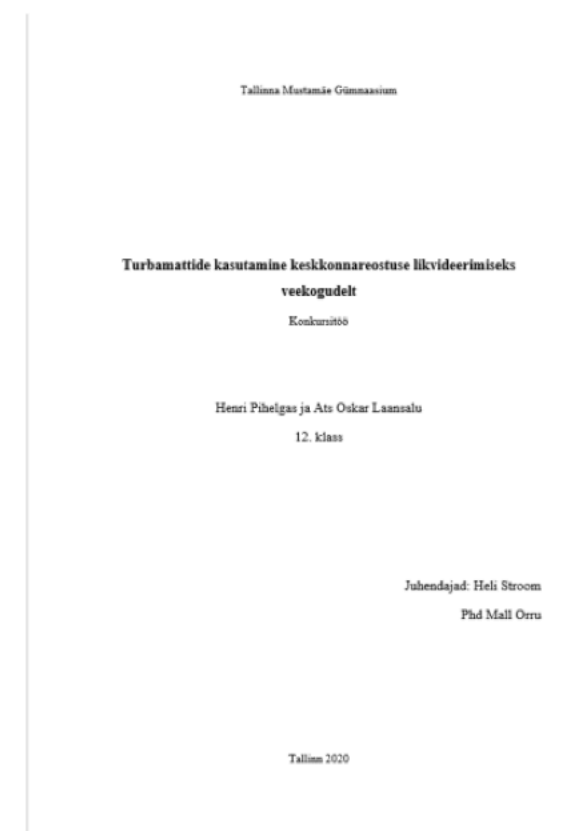 Tallinna Mustamäe Gümnaasium
Turbamattide kasutamine keskkonnareostuse likvideerimiseks
veekogudelt
Konkursitöö
Henri Pihelgas ja Ats Oskar Laansalu
12. klass
Juhendajad: Heli Stroom
Phd Mall Orru
Tallinn 2020